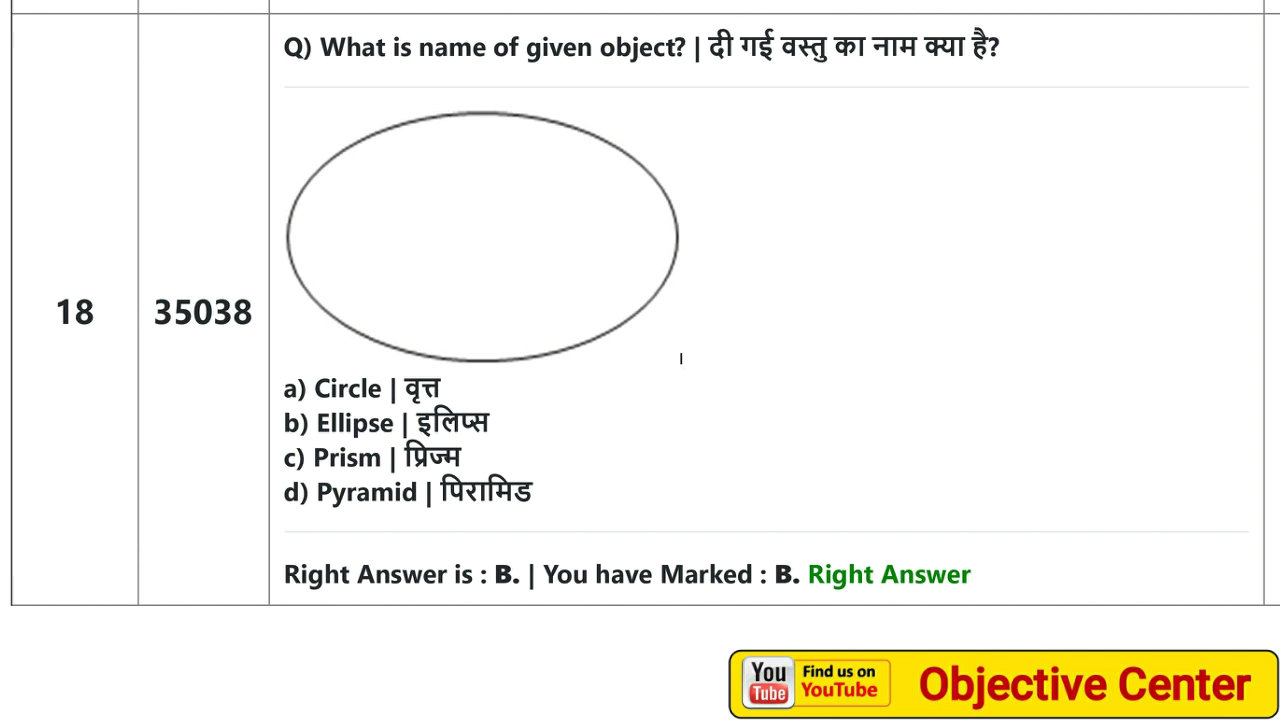 Q) What is name of given object? | दी गई वस्तु का नाम क्या है?
18
35038
a) Circle | वृत्त
b) Ellipse | इलिप्स
c) Prism | प्रिज्म
d) Pyramid | पिरामिड
Right Answer is : B. | You have Marked : B. Right Answer
You
Tube
Find us on
YouTube
Objective Center